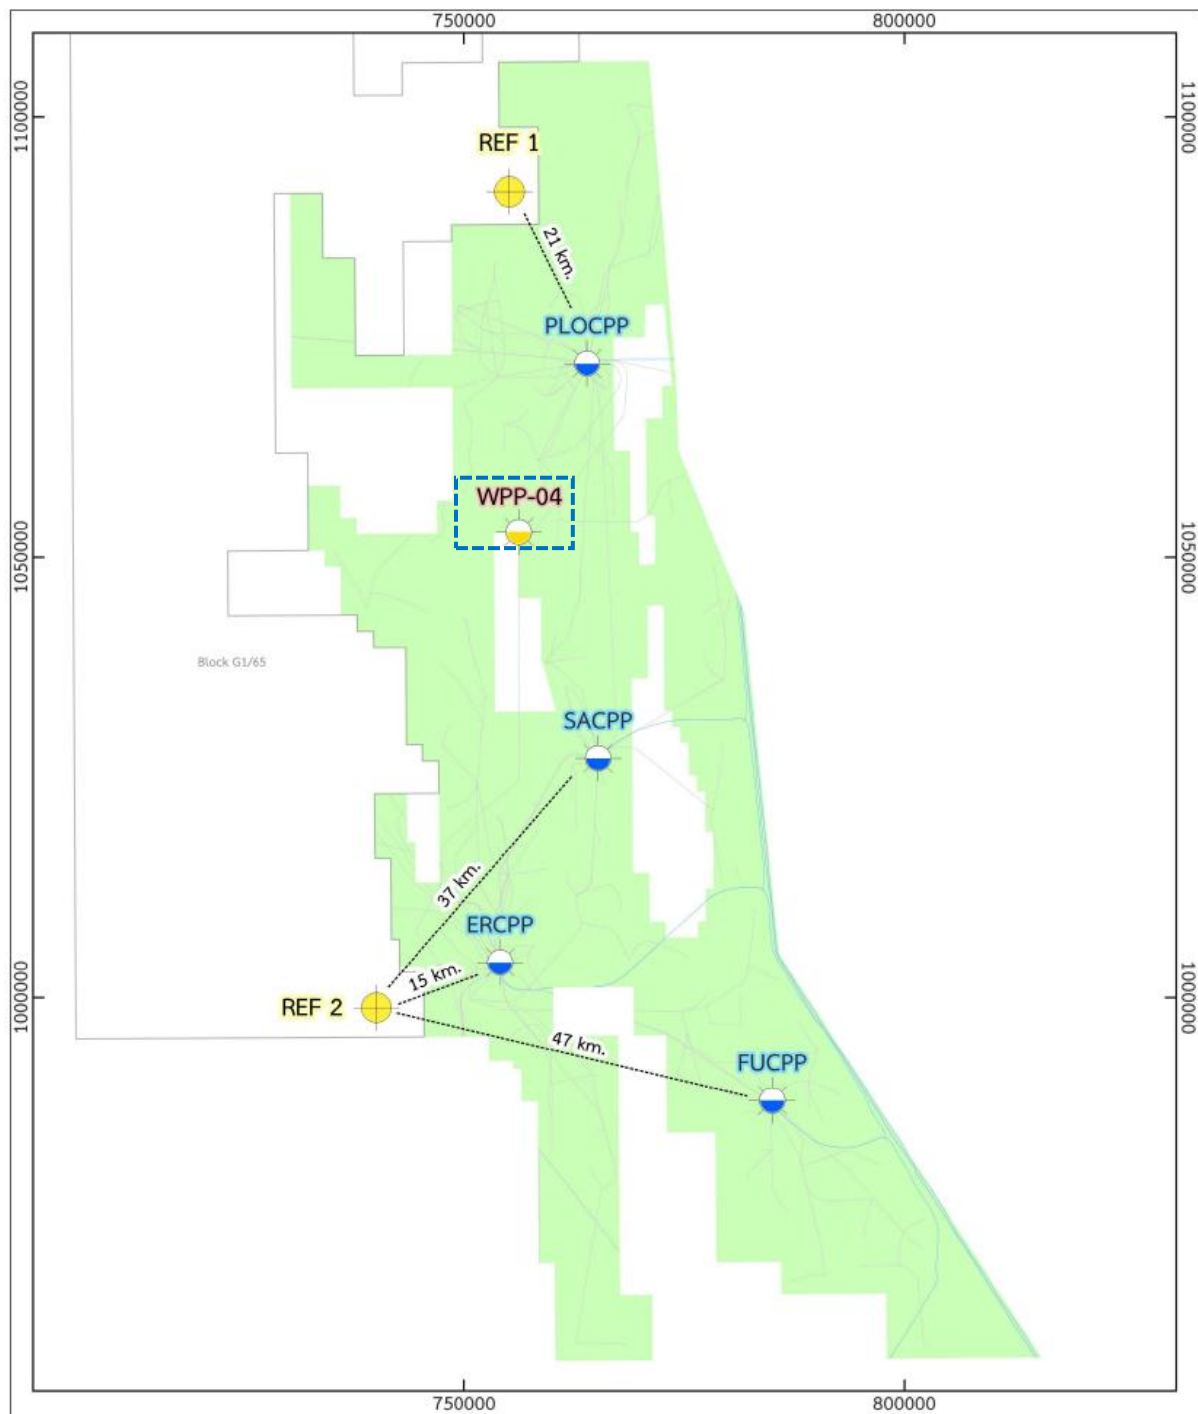 750000
800000
1100000
1100000
REF 1
21 km.
PLOCPP
WPP-04
1050000
1050000
Block G1/65
SACPP
37 km.
ERCPP
15 km.
REF 2
1000000
1000000
47 km.
FUCPP
750000
800000